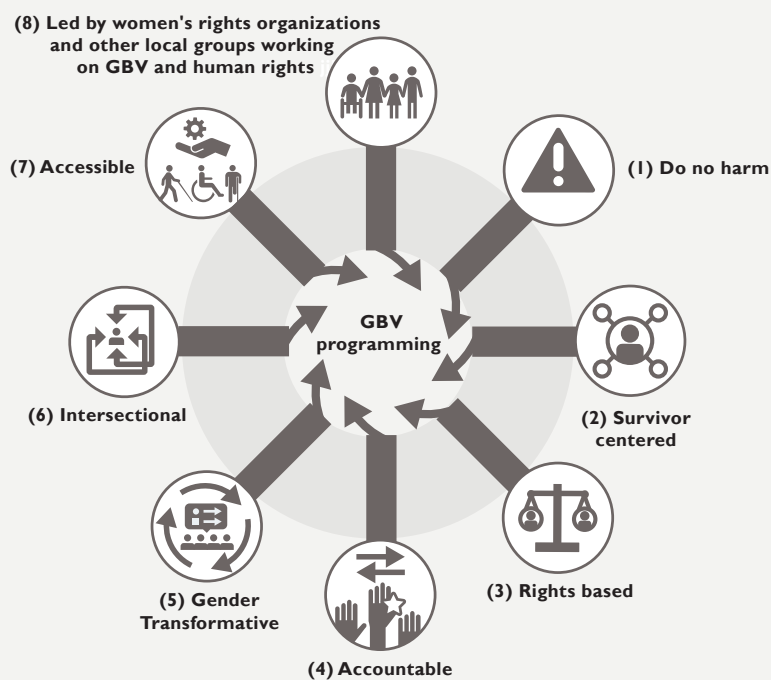 (8) Led by women's rights organizations
and other local groups working
on GBV and human rights
(1) Do no harm
(7) Accessible
GBV
programming
(6) Intersectional
(2) Survivor
centered
(3) Rights based
(5) Gender
Transformative
(4) Accountable